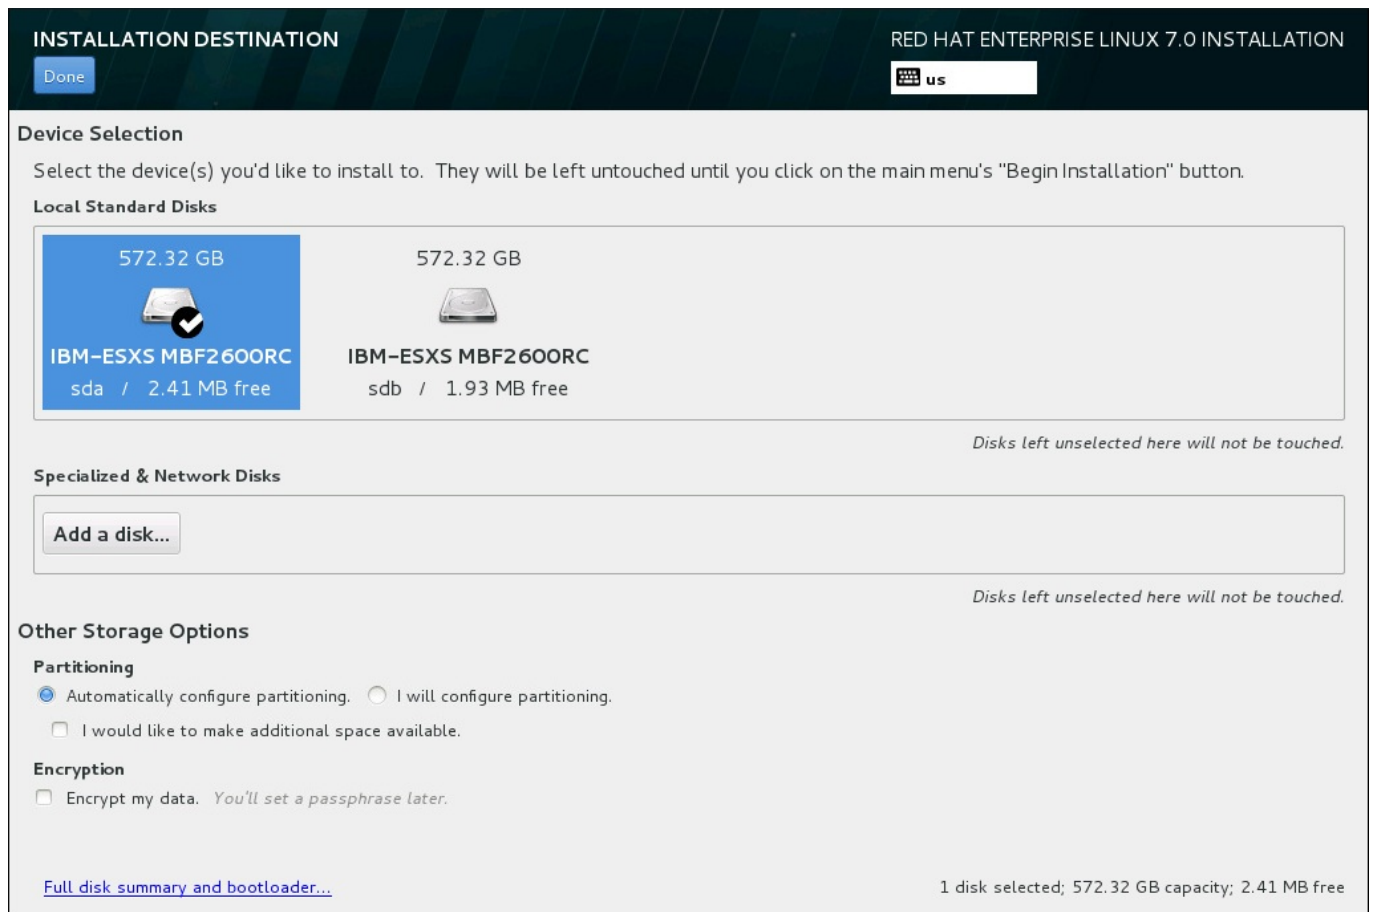 INSTALLATION DESTINATION
RED HAT ENTERPRISE LINUX 7.0 INSTALLATION
Done
us
Device Selection
Select the device(s) you'd like to install to.  They will be left untouched until you click on the main menu's "Begin Installation" button.
Local Standard Disks
572.32 GB
IBM-ESXS MBF2600RC
sda / 2.41 MB free
572.32 GB
IBM-ESXS MBF2600RC
sdb / 1.93 MB free
Disks left unselected here will not be touched.
Specialized & Network Disks
Add a disk...
Disks left unselected here will not be touched.
Other Storage Options
Partitioning
Automatically configure partitioning. I will configure partitioning.
I would like to make additional space available.
Encryption
Encrypt my data. You'll set a passphrase later.
Full disk summary and bootloader...
1 disk selected; 572.32 GB capacity; 2.41 MB free